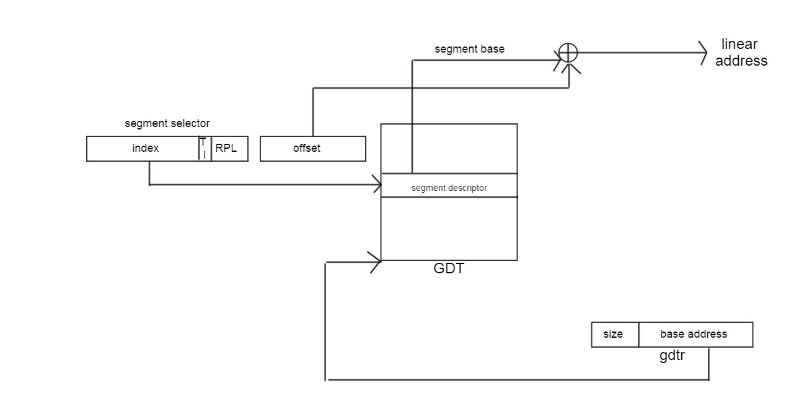 segment base
linear
address
segment selector
index
T
I
RPL
offset
segment descriptor
GDT
size
base address
gdtr